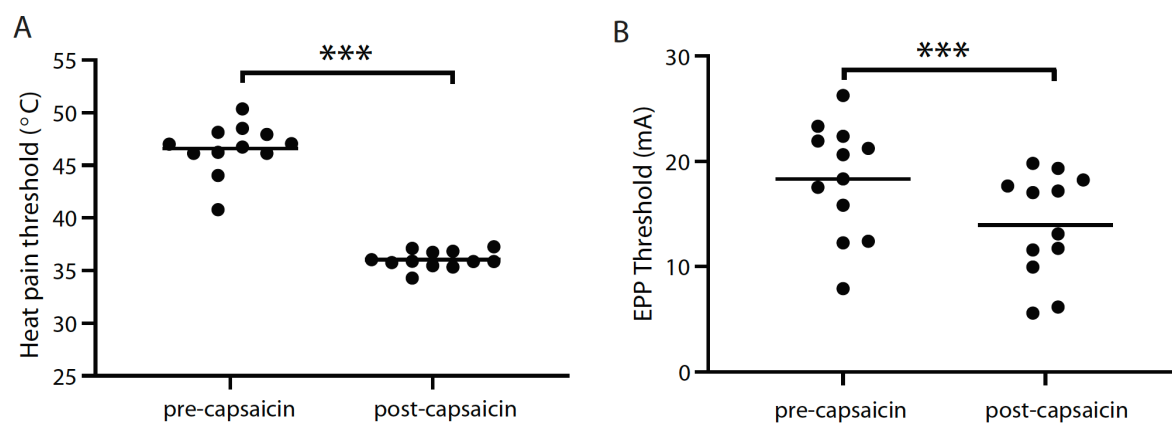 A
Heat pain threshold (°C)
55
50
45
40
35
30
25
***
pre-capsaicin
post-capsaicin
B
EPP Threshold (mA)
30
20
10
0
***
pre-capsaicin
post-capsaicin